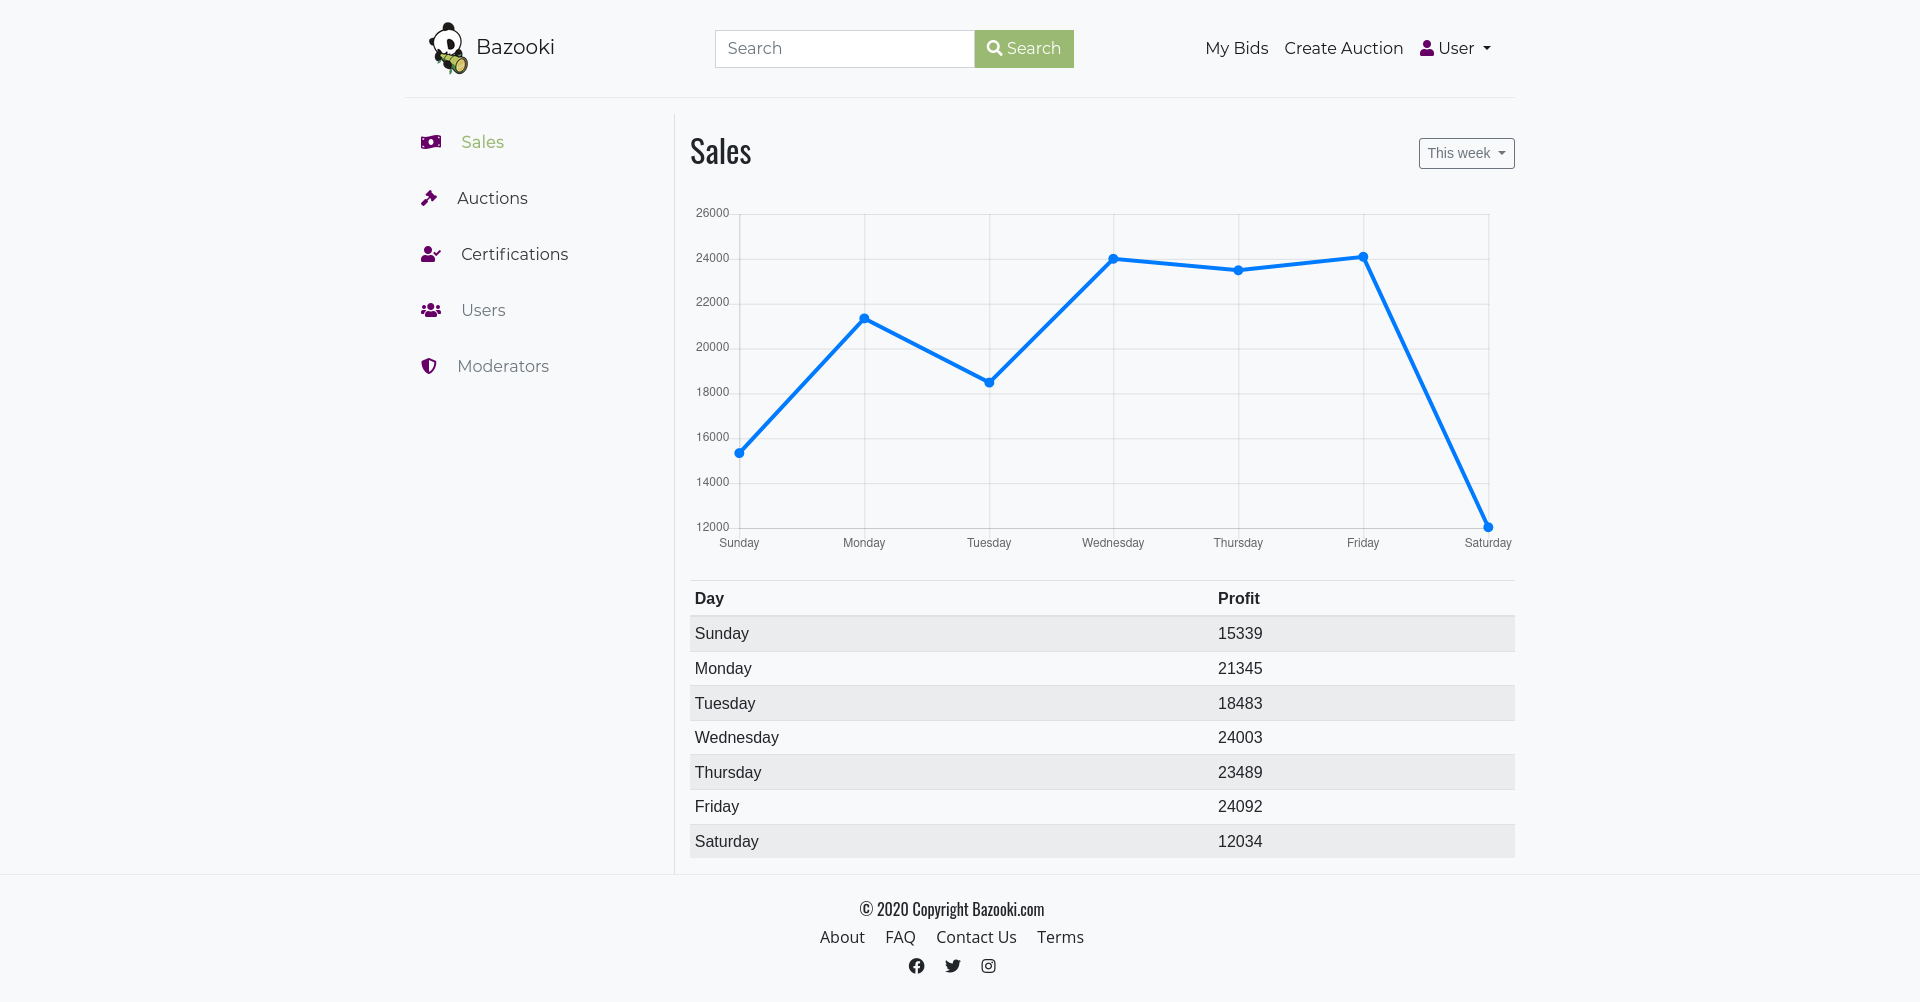 Bazooki
Search
Search
My Bids
Create Auction
User
Sales
Auctions
Certifications
Users
Moderators
Sales
This week
26000
24000
22000
20000
18000
16000
14000
12000
Sunday Monday Tuesday Wednesday Thursday Friday Saturday
Day Profit
Sunday 15339
Monday 21345
Tuesday 18483
Wednesday 24003
Thursday 23489
Friday 24092
Saturday 12034
© 2020 Copyright Bazooki.com
About FAQ Contact Us Terms